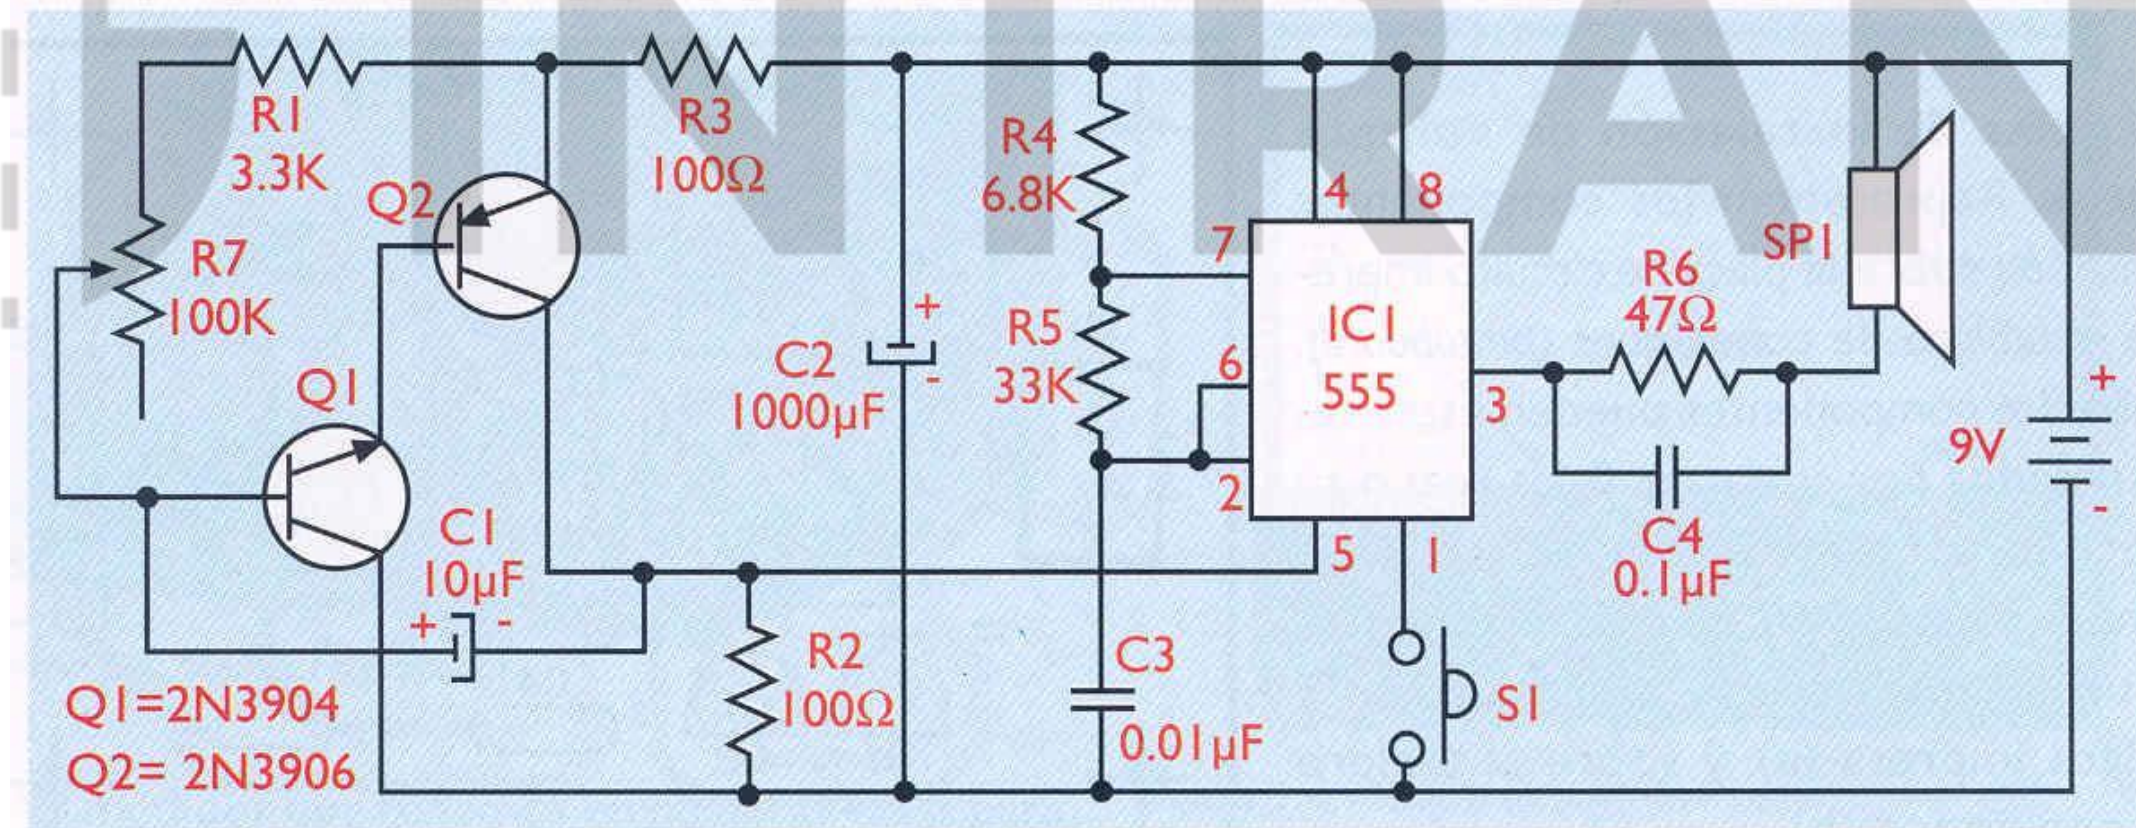 R1
3.3K
R3
100Ω
R4
6.8K
Q2
4
8
7
SP1
R7
100K
R6
47Ω
R5
33K
IC1
555
+
C2
1000µF
-
6
3
Q1
+
9V
-
2
C1
10µF
+
-
5
1
C4
0.1µF
R2
100Ω
C3
0.01µF
S1
Q1=2N3904
Q2= 2N3906
INTRAN